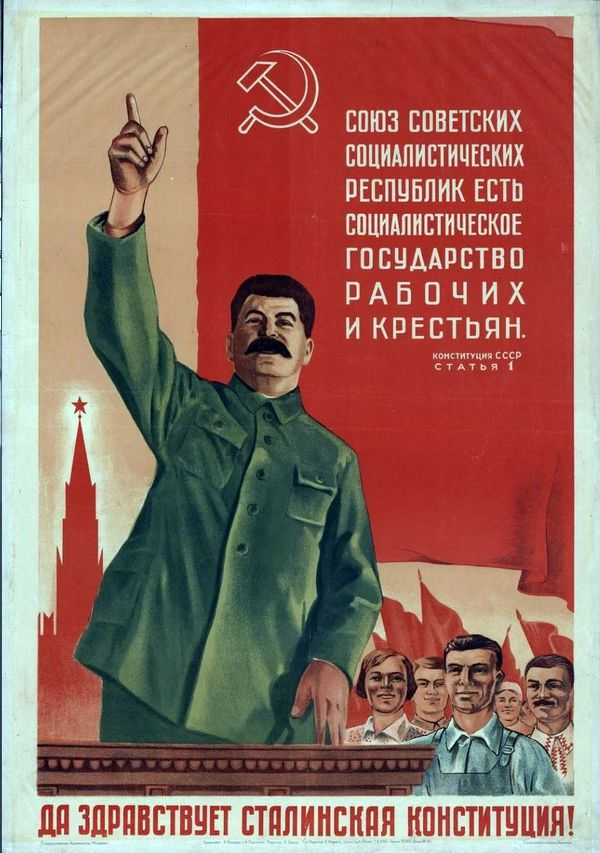 СОЮЗ СОВЕТСКИХ
СОЦИАЛИСТИЧЕСКИХ
РЕСПУБЛИК ЕСТЬ
СОЦИАЛИСТИЧЕСКОЕ
ГОСУДАРСТВО
РАБОЧИХ
И КРЕСТЬЯН.
КОНСТИТУЦИЯ СССР
СТАТЬЯ 1
ДА ЗДРАВСТВУЕТ СТАЛИНСКАЯ КОНСТИТУЦИЯ!